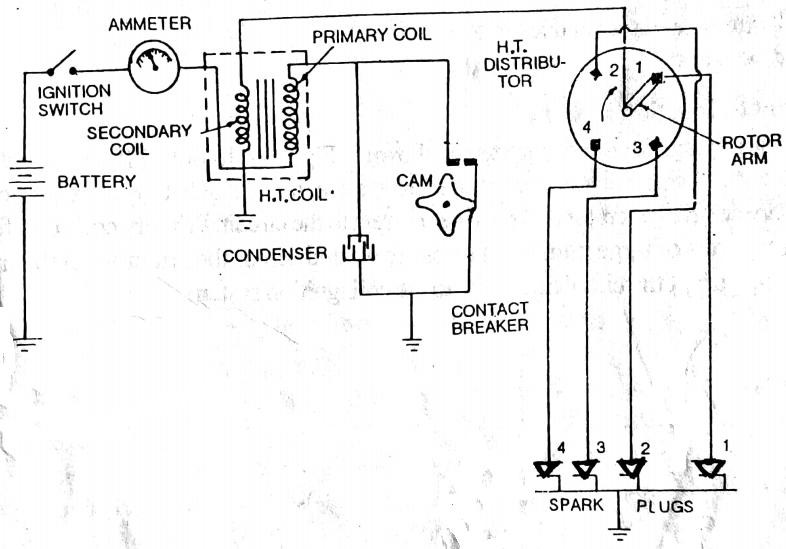 AMMETER
PRIMARY COIL
H.T.
DISTRIBU-
TOR
IGNITION
SWITCH
SECONDARY
COIL
2
1
4
3
ROTOR
ARM
BATTERY
H.T. COIL
CAM
CONDENSER
CONTACT
BREAKER
4
3
2
1
SPARK PLUGS